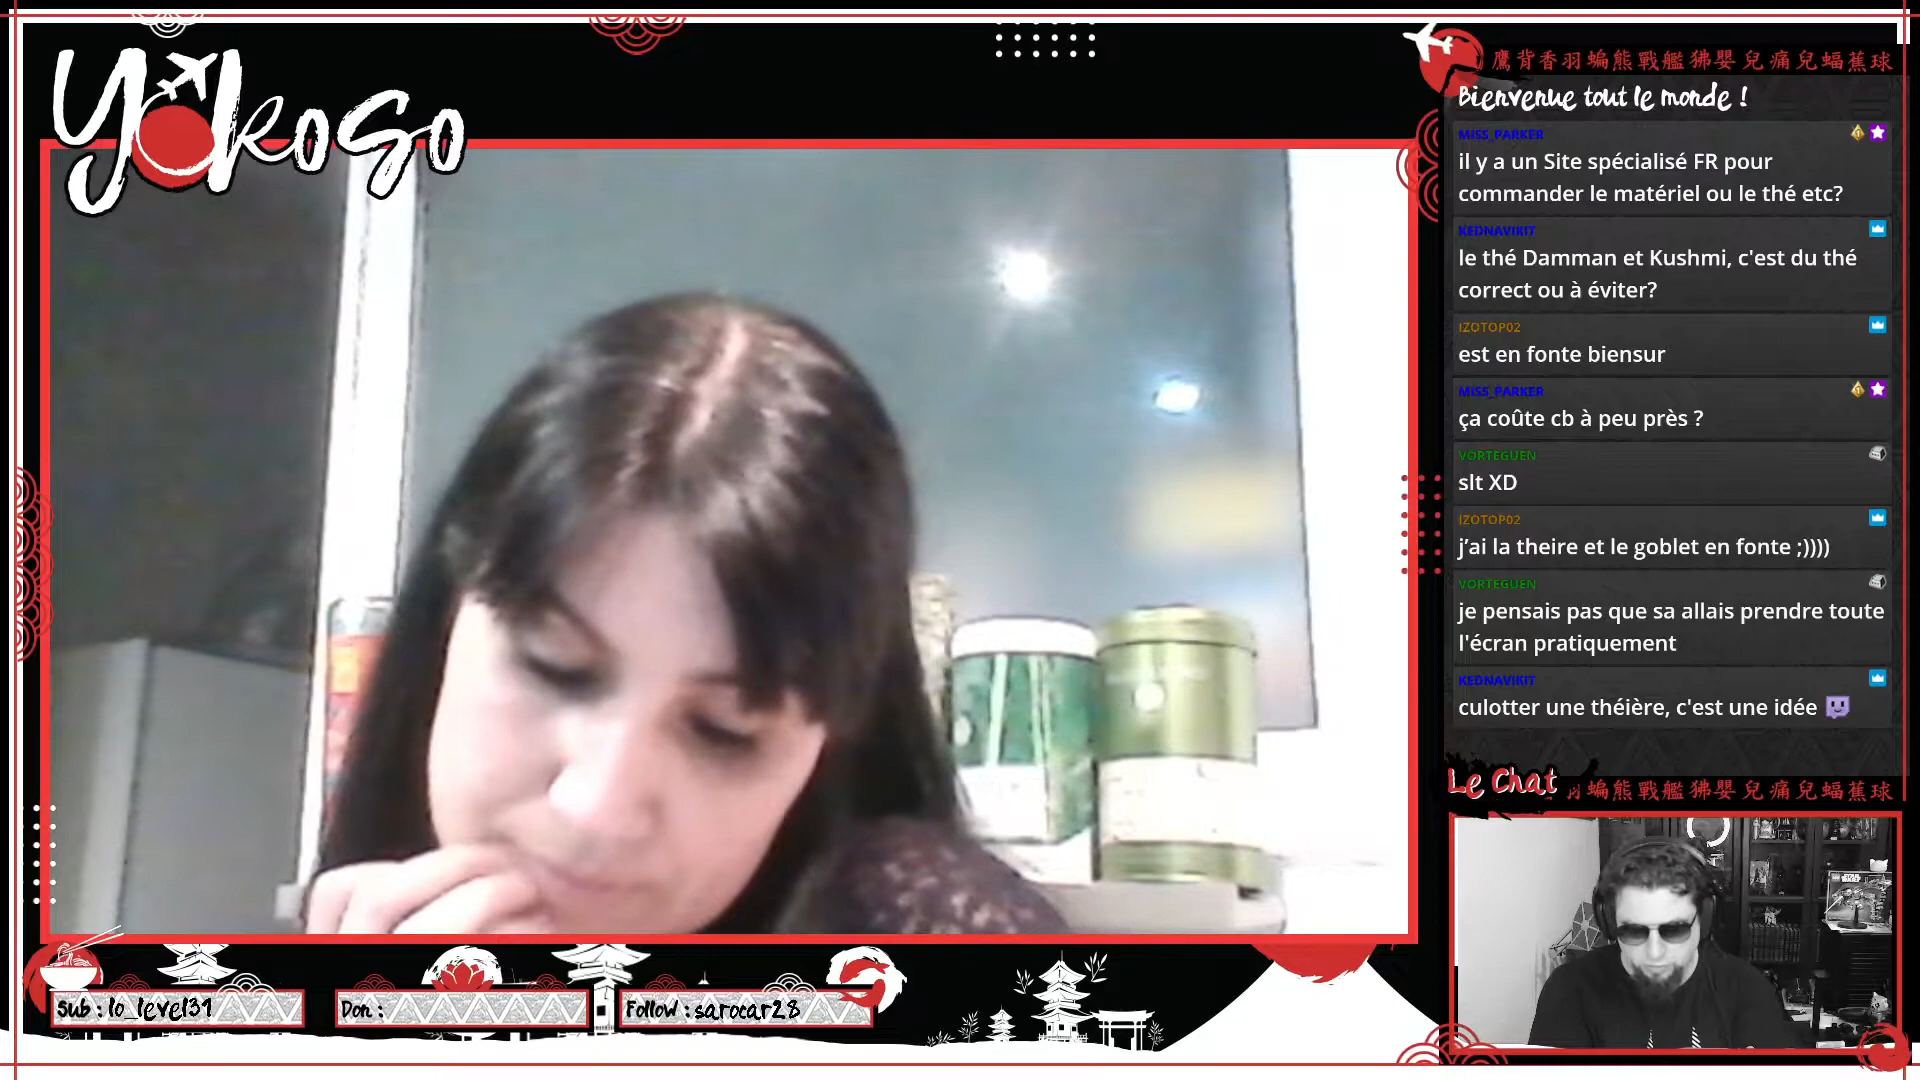 Yokoso
鷹背香羽蝙熊戰艦狒嬰兒痛兒蝠蕉球
Bienvenue tout le monde !
MISS_PARKER
il y a un Site spécialisé FR pour
commander le matériel ou le thé etc?
KEDNAVIKIT
le thé Damman et Kushmi, c'est du thé
correct ou à éviter?
IZOTOP02
est en fonte biensur
MISS_PARKER
ça coûte cb à peu près ?
VORTEGUEN
slt XD
IZOTOP02
j'ai la theire et le goblet en fonte ;))))
VORTEGUEN
je pensais pas que sa allais prendre toute
l'écran pratiquement
KEDNAVIKIT
culotter une théière, c'est une idée
Le Chat
蝙熊戰艦狒嬰兒痛兒蝠蕉球
Sub : lo_level31
Don :
Follow : sarocar28